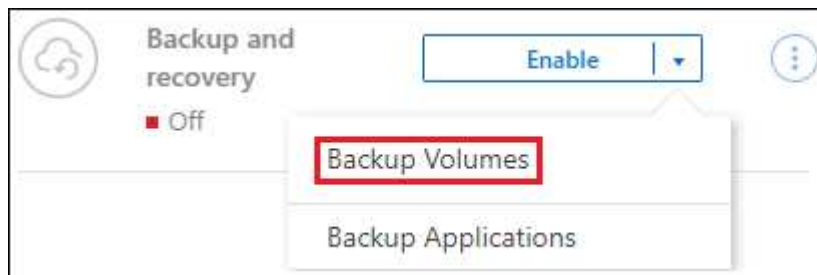 Backup and
recovery
Enable
Off
Backup Volumes
Backup Applications